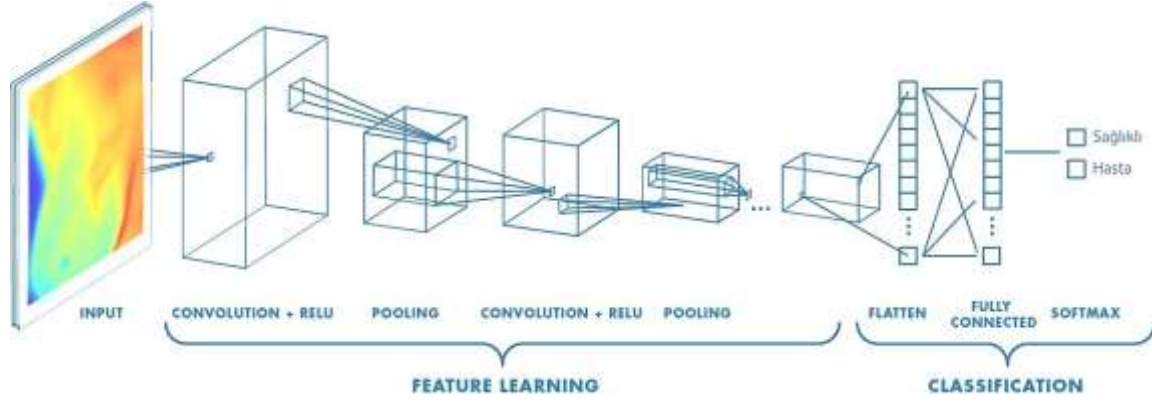 Sağlıklı
Hasta
...
INPUT
CONVOLUTION + RELU
POOLING
CONVOLUTION + RELU
POOLING
FLATTEN
FULLY
CONNECTED
SOFTMAX
FEATURE LEARNING
CLASSIFICATION